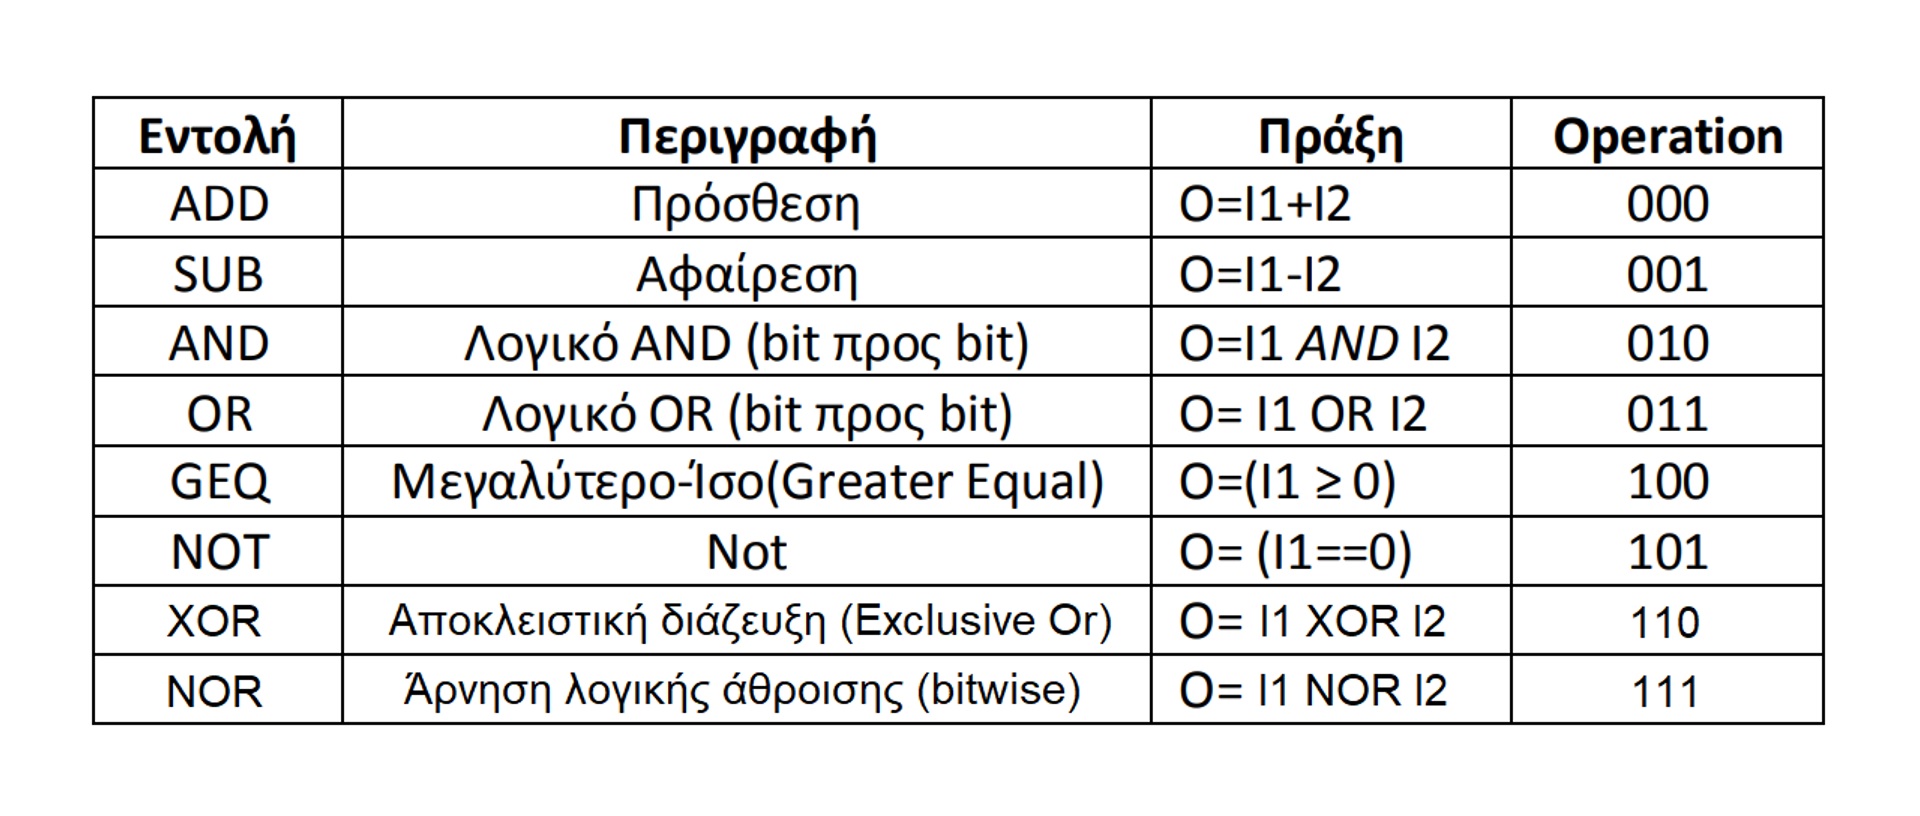 Εντολή Περιγραφή Πράξη Operation
ADD Πρόσθεση O=I1+I2 000
SUB Αφαίρεση O=I1-I2 001
AND Λογικό AND (bit προς bit) O=I1 AND I2 010
OR Λογικό OR (bit προς bit) O= I1 OR I2 011
GEQ Μεγαλύτερο-Ίσο(Greater Equal) O=(I1 ≥ 0) 100
NOT Not O= (I1==0) 101
XOR Αποκλειστική διάζευξη (Exclusive Or) O= I1 XOR I2 110
NOR Άρνηση λογικής άθροισης (bitwise) O= I1 NOR I2 111